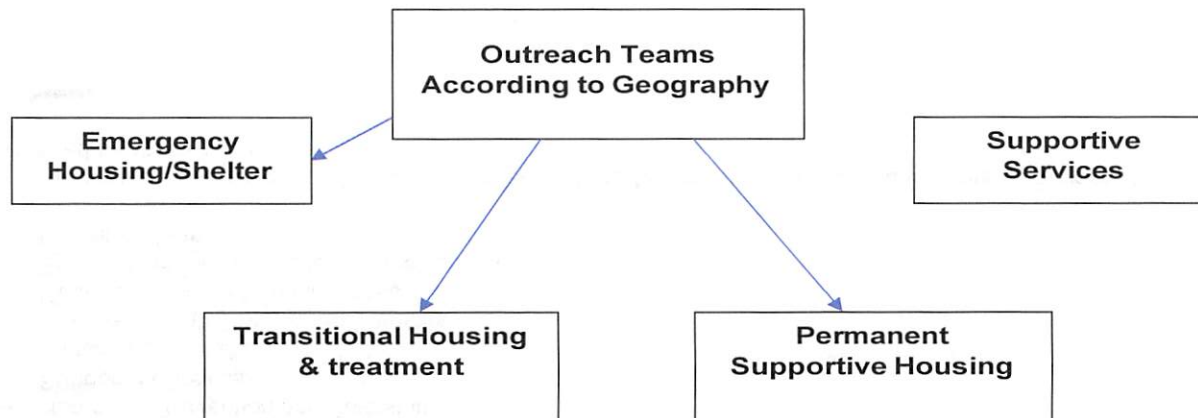 Outreach Teams
According to Geography
Emergency
Housing/Shelter
Supportive
Services
Transitional Housing
& treatment
Permanent
Supportive Housing